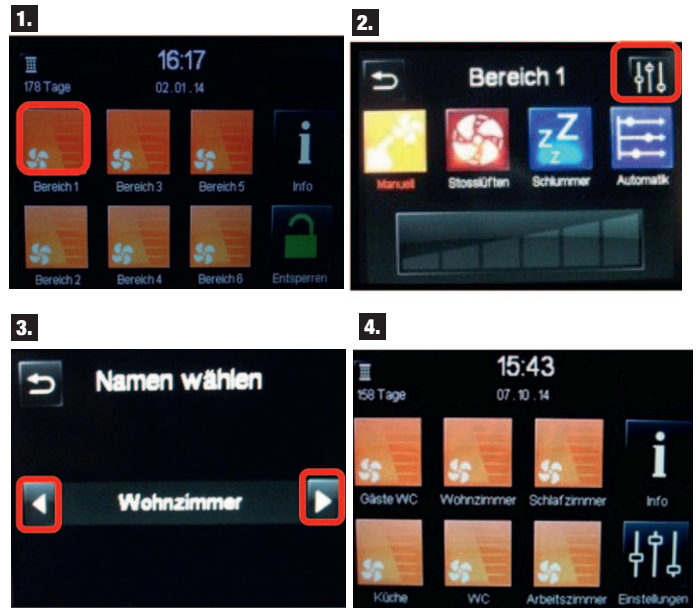 1.
16:17
178 Tage
02.01.14
Bereich 1 Bereich 3 Bereich 5 Info
Bereich 2 Bereich 4 Bereich 6 Entsperren
2.
Bereich 1
zZz
Manuell Stosslüften Schlummer Automatik
3.
Namen wählen
Wohnzimmer
4.
15:43
158 Tage
07.10.14
Gäste WC Wohnzimmer Schlafzimmer Info
Küche WC Arbeitszimmer Einstellungen